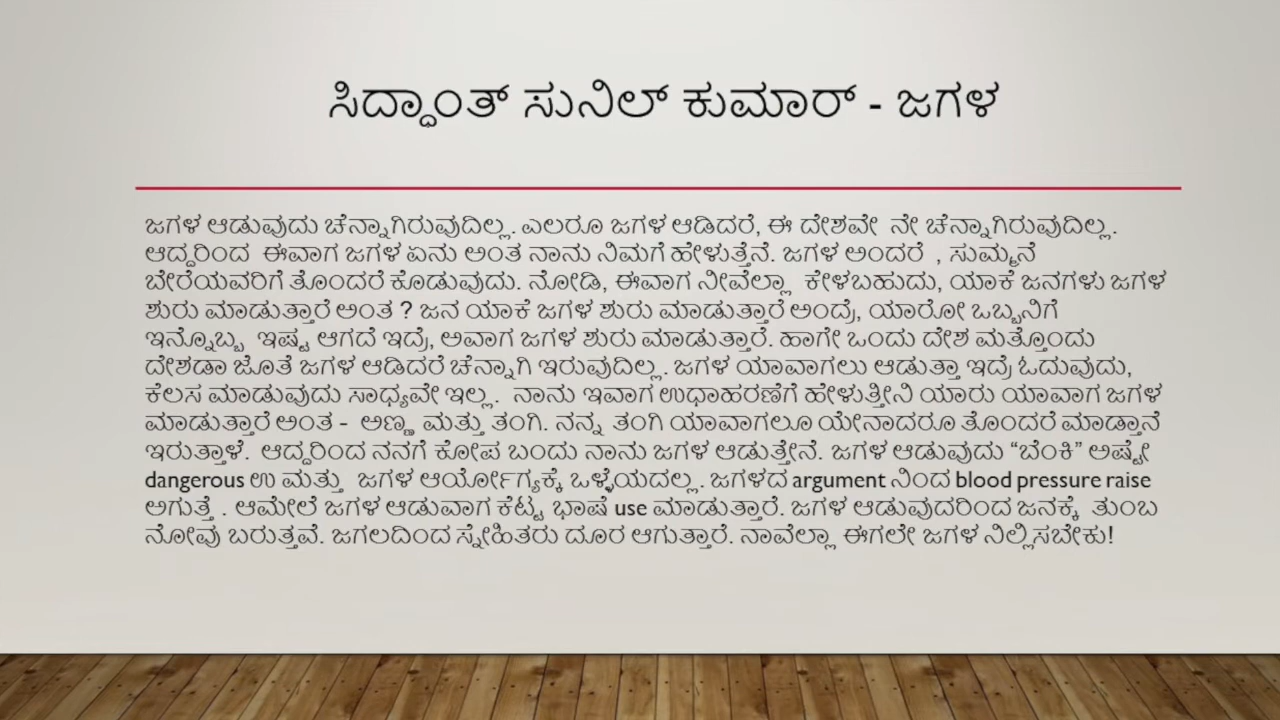 ಸಿದ್ಧಾಂತ್ ಸುನಿಲ್ ಕುಮಾರ್ - ಜಗಳ
ಜಗಳ ಆಡುವುದು ಚೆನ್ನಾಗಿರುವುದಿಲ್ಲ. ಎಲರೂ ಜಗಳ ಆಡಿದರೆ, ಈ ದೇಶವೇ ನೇ ಚೆನ್ನಾಗಿರುವುದಿಲ್ಲ.
ಆದ್ದರಿಂದ ಈವಾಗ ಜಗಳ ಏನು ಅಂತ ನಾನು ನಿಮಗೆ ಹೇಳುತ್ತೆನೆ. ಜಗಳ ಅಂದರೆ , ಸುಮ್ಮನೆ
ಬೇರೆಯವರಿಗೆ ತೊಂದರೆ ಕೊಡುವುದು. ನೋಡಿ, ಈವಾಗ ನೀವೆಲ್ಲಾ ಕೇಳಬಹುದು, ಯಾಕೆ ಜನಗಳು ಜಗಳ
ಶುರು ಮಾಡುತ್ತಾರೆ ಅಂತ ? ಜನ ಯಾಕೆ ಜಗಳ ಶುರು ಮಾಡುತ್ತಾರೆ ಅಂದ್ರೆ, ಯಾರೋ ಒಬ್ಬನಿಗೆ
ಇನ್ನೊಬ್ಬ ಇಷ್ಟ ಆಗದೆ ಇದ್ರೆ, ಅವಾಗ ಜಗಳ ಶುರು ಮಾಡುತ್ತಾರೆ. ಹಾಗೇ ಒಂದು ದೇಶ ಮತ್ತೊಂದು
ದೇಶಡಾ ಜೊತೆ ಜಗಳ ಆಡಿದರೆ ಚೆನ್ನಾಗಿ ಇರುವುದಿಲ್ಲ. ಜಗಳ ಯಾವಾಗಲು ಆಡುತ್ತಾ ಇದ್ರೆ ಓದುವುದು,
ಕೆಲಸ ಮಾಡುವುದು ಸಾಧ್ಯವೇ ಇಲ್ಲ. ನಾನು ಇವಾಗ ಉಧಾಹರಣೆಗೆ ಹೇಳುತ್ತೀನಿ ಯಾರು ಯಾವಾಗ ಜಗಳ
ಮಾಡುತ್ತಾರೆ ಅಂತ - ಅಣ್ಣ ಮತ್ತು ತಂಗಿ. ನನ್ನ ತಂಗಿ ಯಾವಾಗಲೂ ಯೇನಾದರೂ ತೊಂದರೆ ಮಾಡ್ತಾನೆ
ಇರುತ್ತಾಳೆ. ಆದ್ದರಿಂದ ನನಗೆ ಕೋಪ ಬಂದು ನಾನು ಜಗಳ ಆಡುತ್ತೇನೆ. ಜಗಳ ಆಡುವುದು “ಬೆಂಕಿ” ಅಷ್ಟೇ
dangerous ಉ ಮತ್ತು ಜಗಳ ಆರ್ಯೋಗ್ಯಕ್ಕೆ ಒಳ್ಳೆಯದಲ್ಲ. ಜಗಳದ argument ನಿಂದ blood pressure raise
ಅಗುತ್ತೆ . ಆಮೇಲೆ ಜಗಳ ಆಡುವಾಗ ಕೆಟ್ಟ ಭಾಷೆ use ಮಾಡುತ್ತಾರೆ. ಜಗಳ ಆಡುವುದರಿಂದ ಜನಕ್ಕೆ ತುಂಬ
ನೋವು ಬರುತ್ತವೆ. ಜಗಲದಿಂದ ಸ್ನೇಹಿತರು ದೂರ ಆಗುತ್ತಾರೆ. ನಾವೆಲ್ಲಾ ಈಗಲೇ ಜಗಳ ನಿಲ್ಲಿಸಬೇಕು!